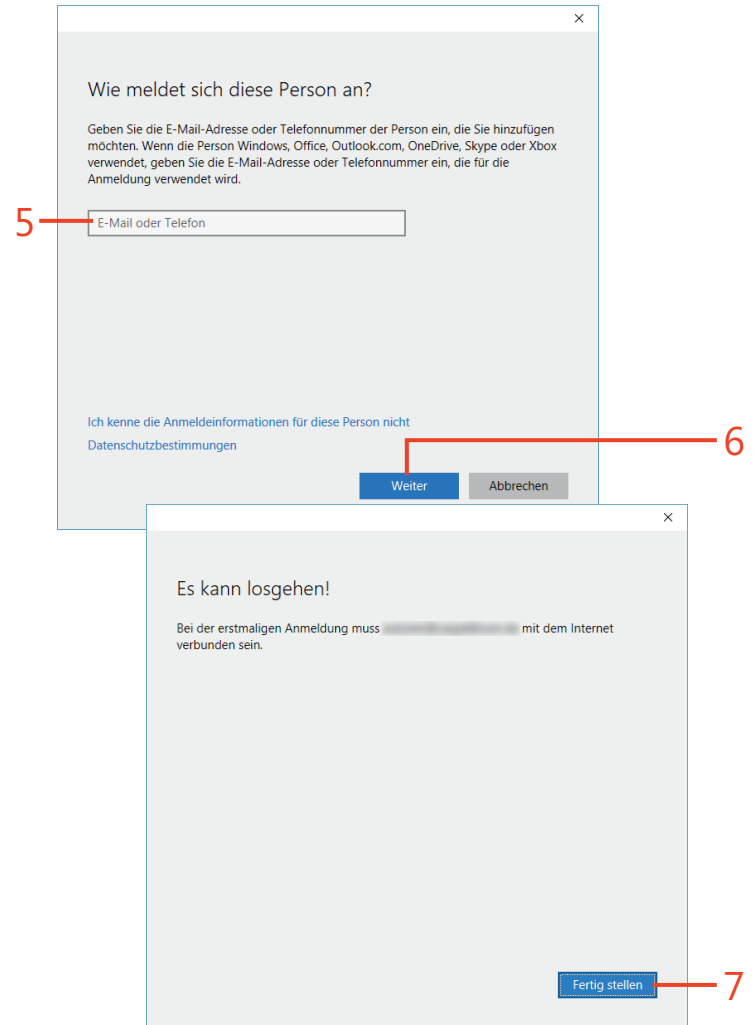 Wie meldet sich diese Person an?
Geben Sie die E-Mail-Adresse oder Telefonnummer der Person ein, die Sie hinzufügen
möchten. Wenn die Person Windows, Office, Outlook.com, OneDrive, Skype oder Xbox
verwendet, geben Sie die E-Mail-Adresse oder Telefonnummer ein, die für die
Anmeldung verwendet wird.
5
E-Mail oder Telefon
Ich kenne die Anmeldeinformationen für diese Person nicht
Datenschutzbestimmungen
6
Weiter
Abbrechen
Es kann losgehen!
Bei der erstmaligen Anmeldung muss mit dem Internet
verbunden sein.
Fertig stellen
7